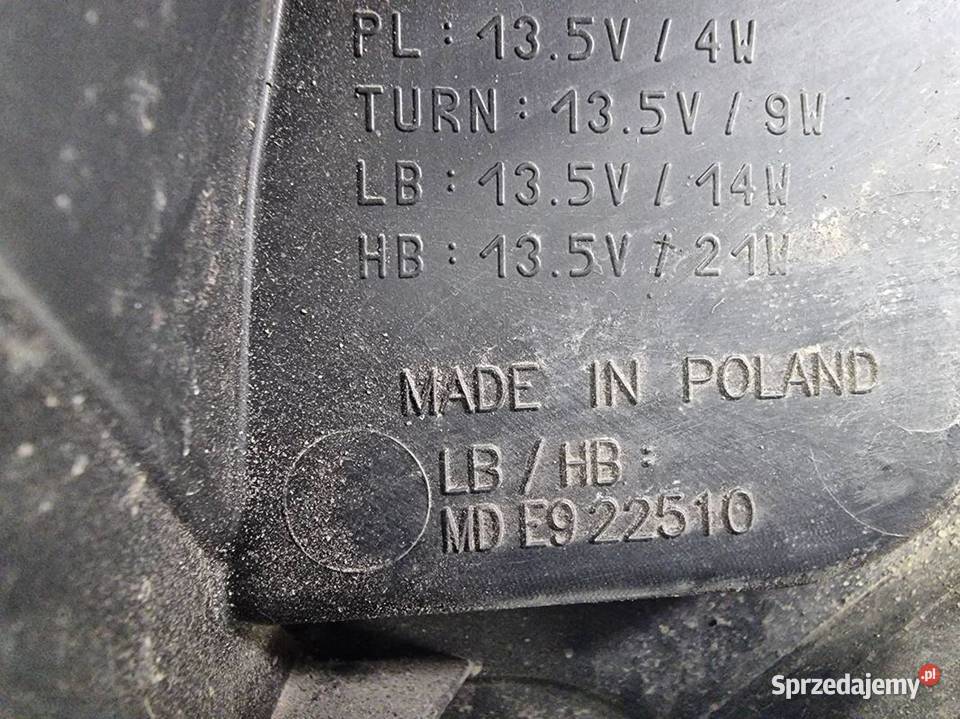 PL : 13.5V / 4W
TURN : 13.5V / 9W
LB : 13.5V / 14W
HB : 13.5V / 21W
MADE IN POLAND
LB / HB :
MD E9 22510
Sprzedajemy.pl